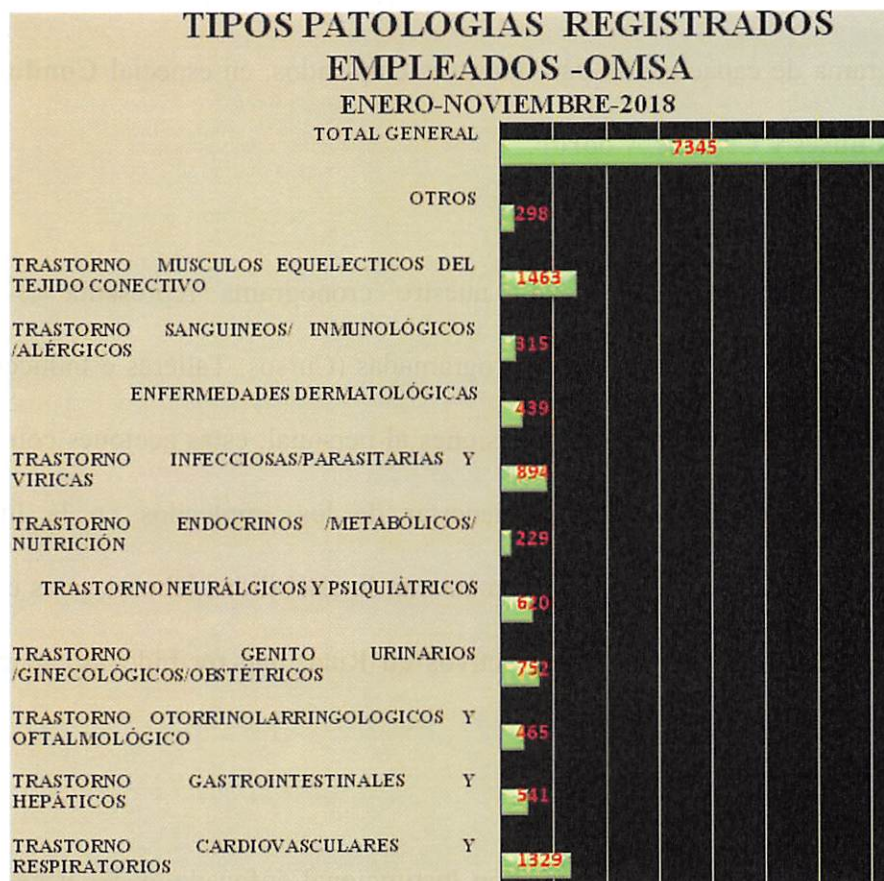 TIPOS PATOLOGIAS REGISTRADOS
EMPLEADOS -OMSA
ENERO-NOVIEMBRE-2018
TOTAL GENERAL
7345
OTROS
298
TRASTORNO MUSCULOS EQUELECTICOS DEL
TEJIDO CONECTIVO
1463
TRASTORNO SANGUINEOS/ INMUNOLÓGICOS
/ALÉRGICOS
315
ENFERMEDADES DERMATOLÓGICAS
439
TRASTORNO INFECCIOSAS/PARASITARIAS Y
VIRICAS
894
TRASTORNO ENDOCRINOS /METABÓLICOS/
NUTRICIÓN
229
TRASTORNO NEURÁLGICOS Y PSIQUIÁTRICOS
620
TRASTORNO GENITO URINARIOS
/GINECOLÓGICOS/OBSTÉTRICOS
752
TRASTORNO OTORRINOLARRINGOLOGICOS Y
OFTALMOLÓGICO
465
TRASTORNO GASTROINTESTINALES Y
HEPÁTICOS
541
TRASTORNO CARDIOVASCULARES Y
RESPIRATORIOS
1329